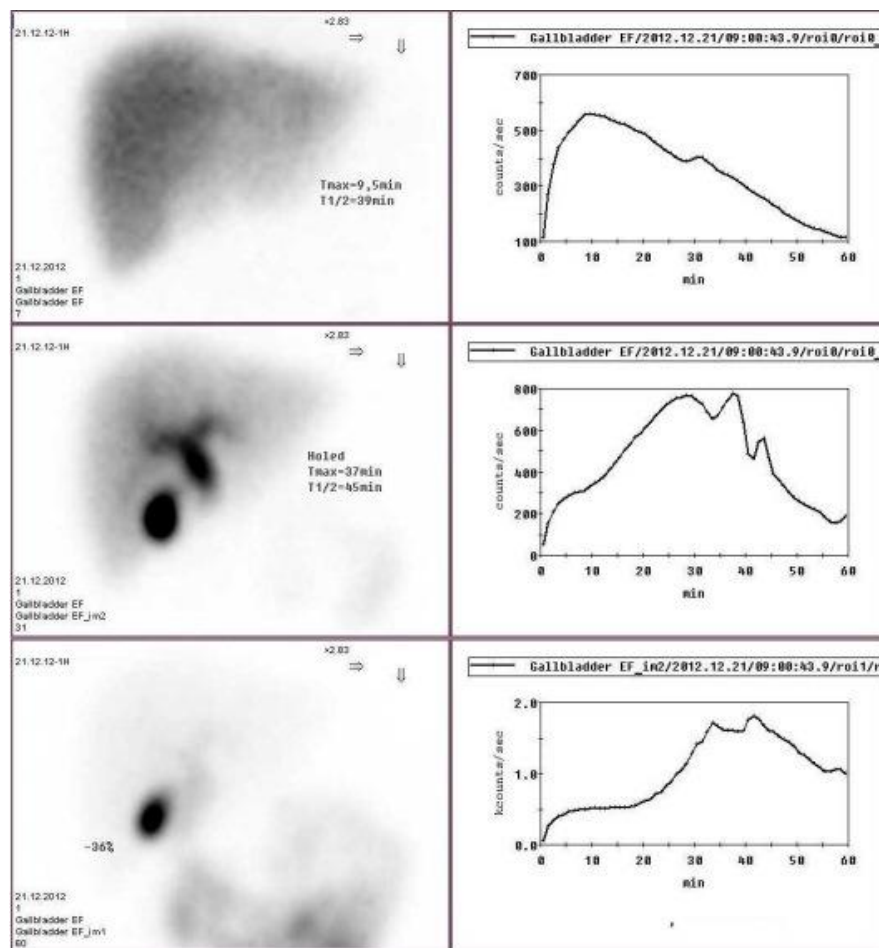 21.12.12-1H
×2.83
⇒ ⇓
Tmax=9,5min
T1/2=39min
21.12.2012
1
Gallbladder EF
Gallbladder EF
7
Gallbladder EF/2012.12.21/09:00:43.9/roi0/roi0_
700
500
300
100
counts/sec
0 10 20 30 40 50 60
min
21.12.12-1H
×2.83
⇒ ⇓
Holed
Tmax=37min
T1/2=45min
21.12.2012
1
Gallbladder EF
Gallbladder EF_im2
31
Gallbladder EF/2012.12.21/09:00:43.9/roi0/roi0_
800
600
400
200
0
counts/sec
0 10 20 30 40 50 60
min
21.12.12-1H
×2.83
⇒ ⇓
-36%
21.12.2012
1
Gallbladder EF
Gallbladder EF_im1
60
Gallbladder EF_im2/2012.12.21/09:00:43.9/roi1/r
2.0
1.0
0.0
kcounts/sec
0 10 20 30 40 50 60
min